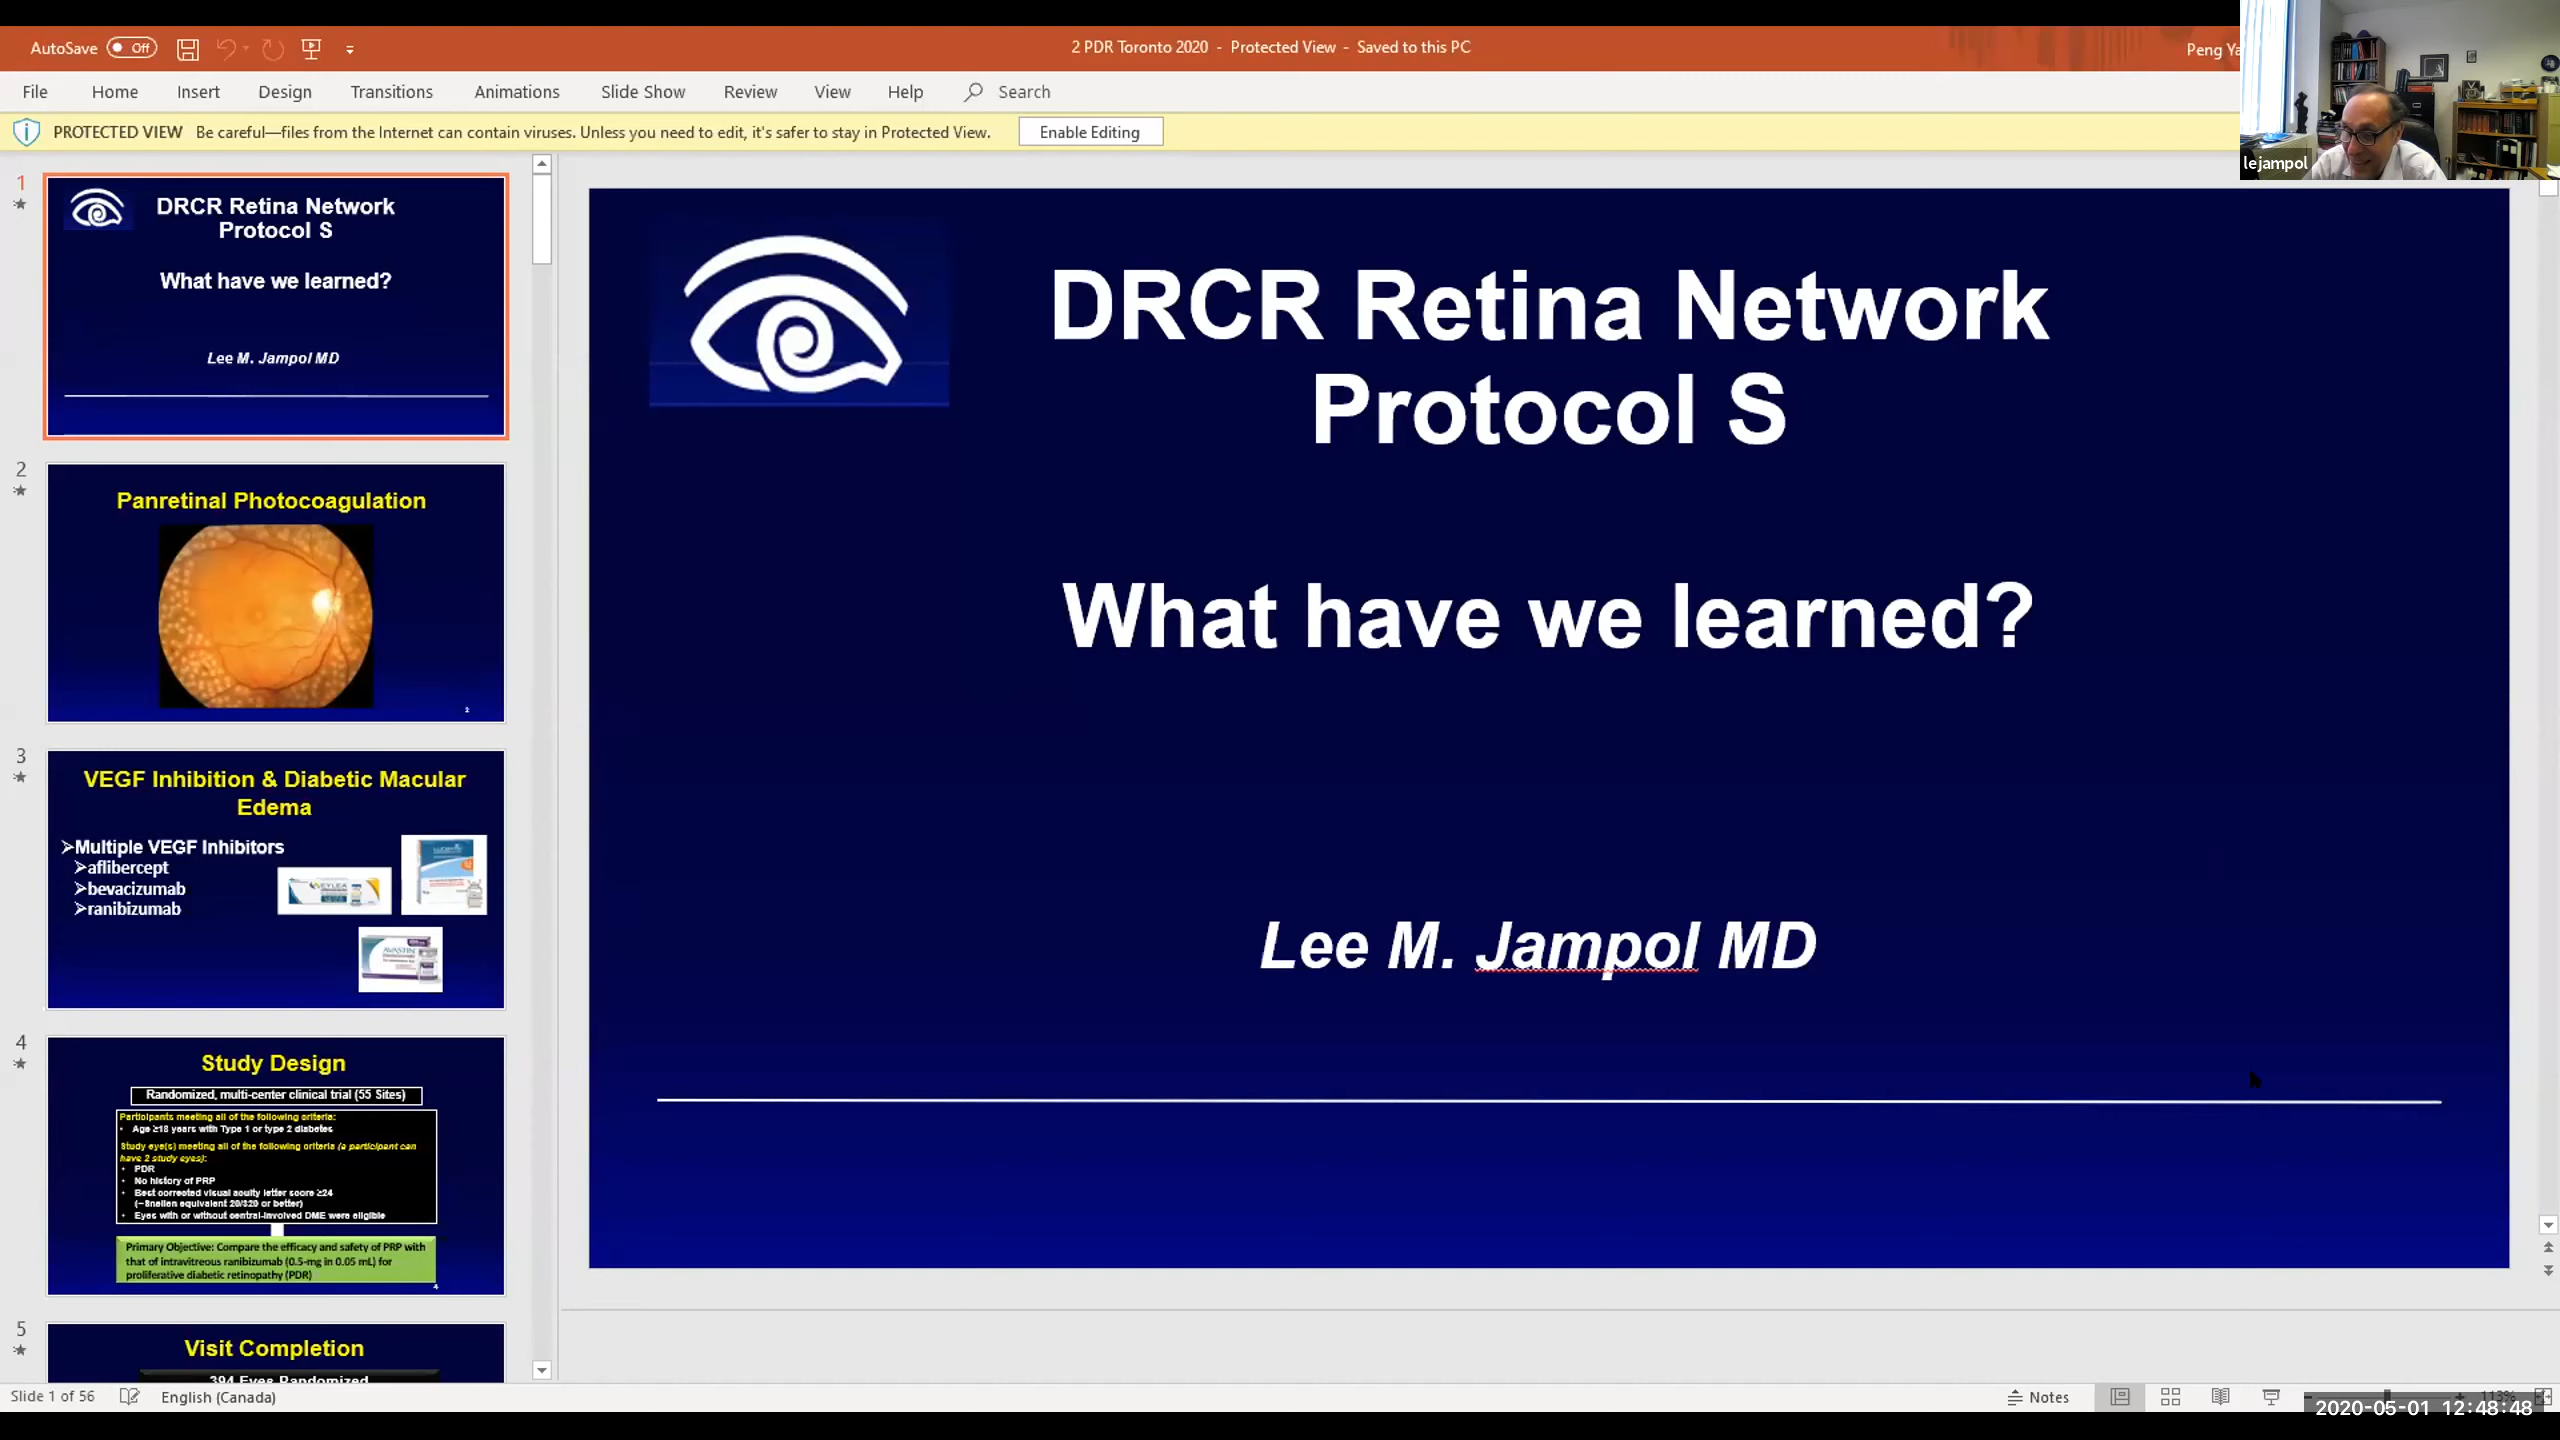 AutoSave Off
2 PDR Toronto 2020 - Protected View - Saved to this PC
Peng
File Home Insert Design Transitions Animations Slide Show Review View Help Search
PROTECTED VIEW Be careful—files from the Internet can contain viruses. Unless you need to edit, it's safer to stay in Protected View. Enable Editing
lejampol
1
DRCR Retina Network
Protocol S
What have we learned?
Lee M. Jampol MD
2
Panretinal Photocoagulation
2
3
VEGF Inhibition & Diabetic Macular
Edema
➢Multiple VEGF Inhibitors
➢aflibercept
➢bevacizumab
➢ranibizumab
EYLEA
LUCENTIS
AVASTIN
4
Study Design
Randomized, multi-center clinical trial (55 Sites)
Participants meeting all of the following criteria:
• Age ≥18 years with Type 1 or type 2 diabetes
Study eye(s) meeting all of the following criteria (a participant can
have 2 study eyes):
• PDR
• No history of PRP
• Best corrected visual acuity letter score ≥24
(~Snellen equivalent 20/320 or better)
• Eyes with or without central-involved DME were eligible
Primary Objective: Compare the efficacy and safety of PRP with
that of intravitreous ranibizumab (0.5-mg in 0.05 mL) for
proliferative diabetic retinopathy (PDR)
4
5
Visit Completion
394 Eyes Randomized
DRCR Retina Network
Protocol S
What have we learned?
Lee M. Jampol MD
Slide 1 of 56 English (Canada)
Notes
113%
2020-05-01 12:48:48